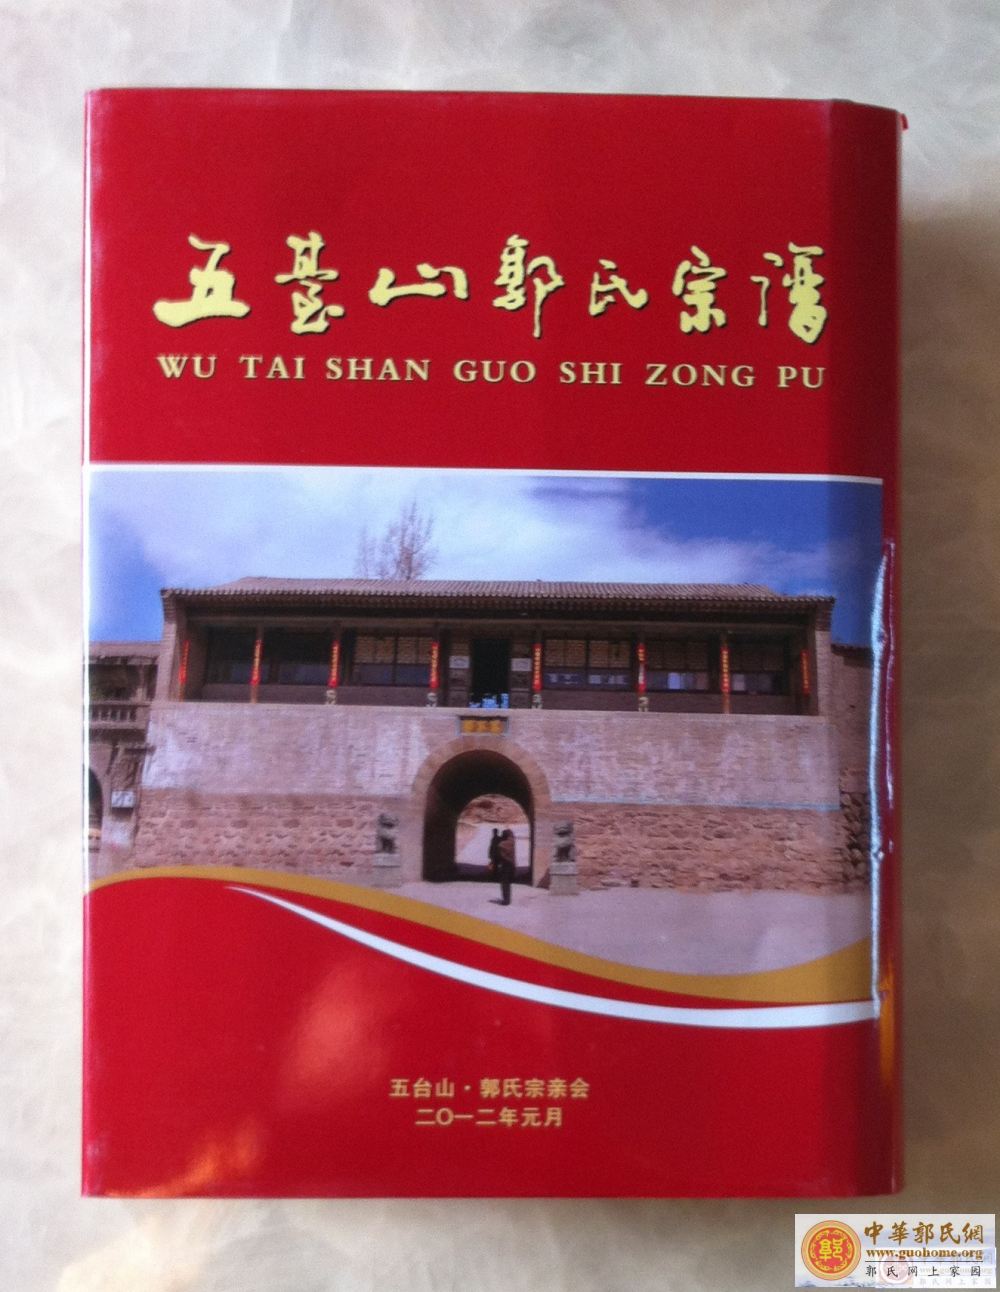 五臺山郭氏宗譜
WU TAI SHAN GUO SHI ZONG PU
五台山·郭氏宗亲会
二〇一二年元月
郭
中華郭氏網
www.guohome.org
郭氏网上家园